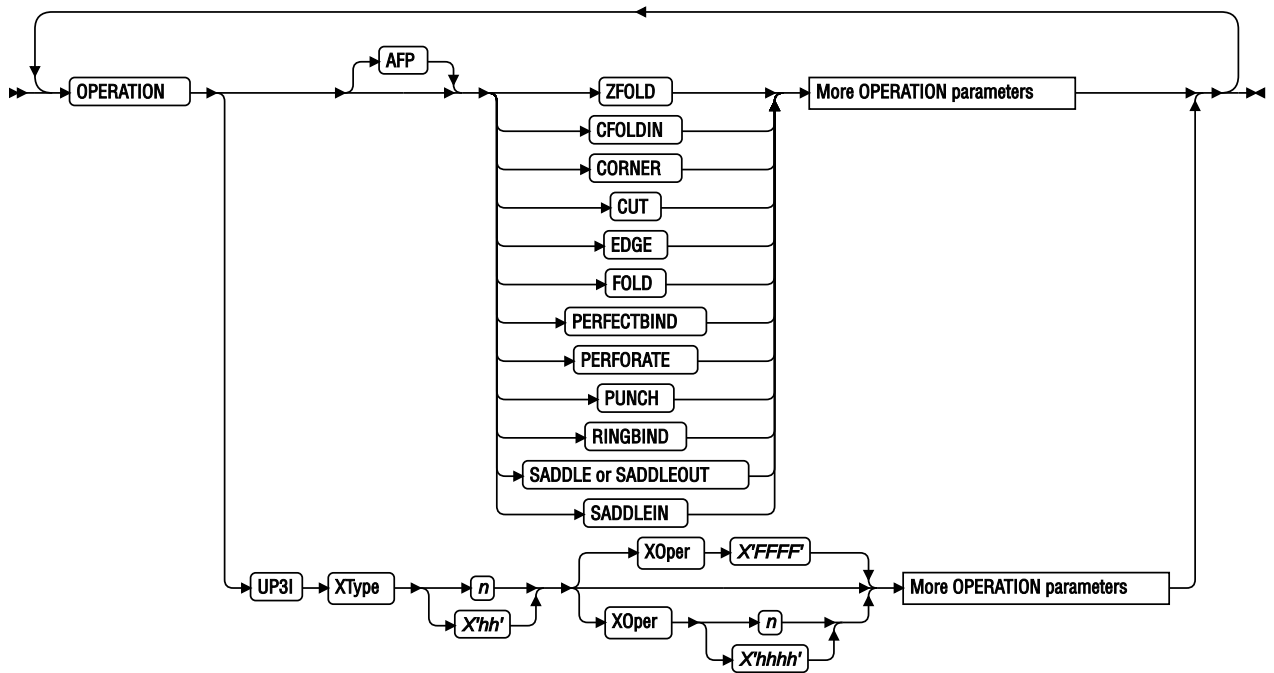 AFP
OPERATION
ZFOLD
More OPERATION parameters
CFOLDIN
CORNER
CUT
EDGE
FOLD
PERFECTBIND
PERFORATE
PUNCH
RINGBIND
SADDLE or SADDLEOUT
SADDLEIN
XOper
X'FFFF'
UP3I
XType
n
More OPERATION parameters
X'hh'
XOper
n
X'hhhh'